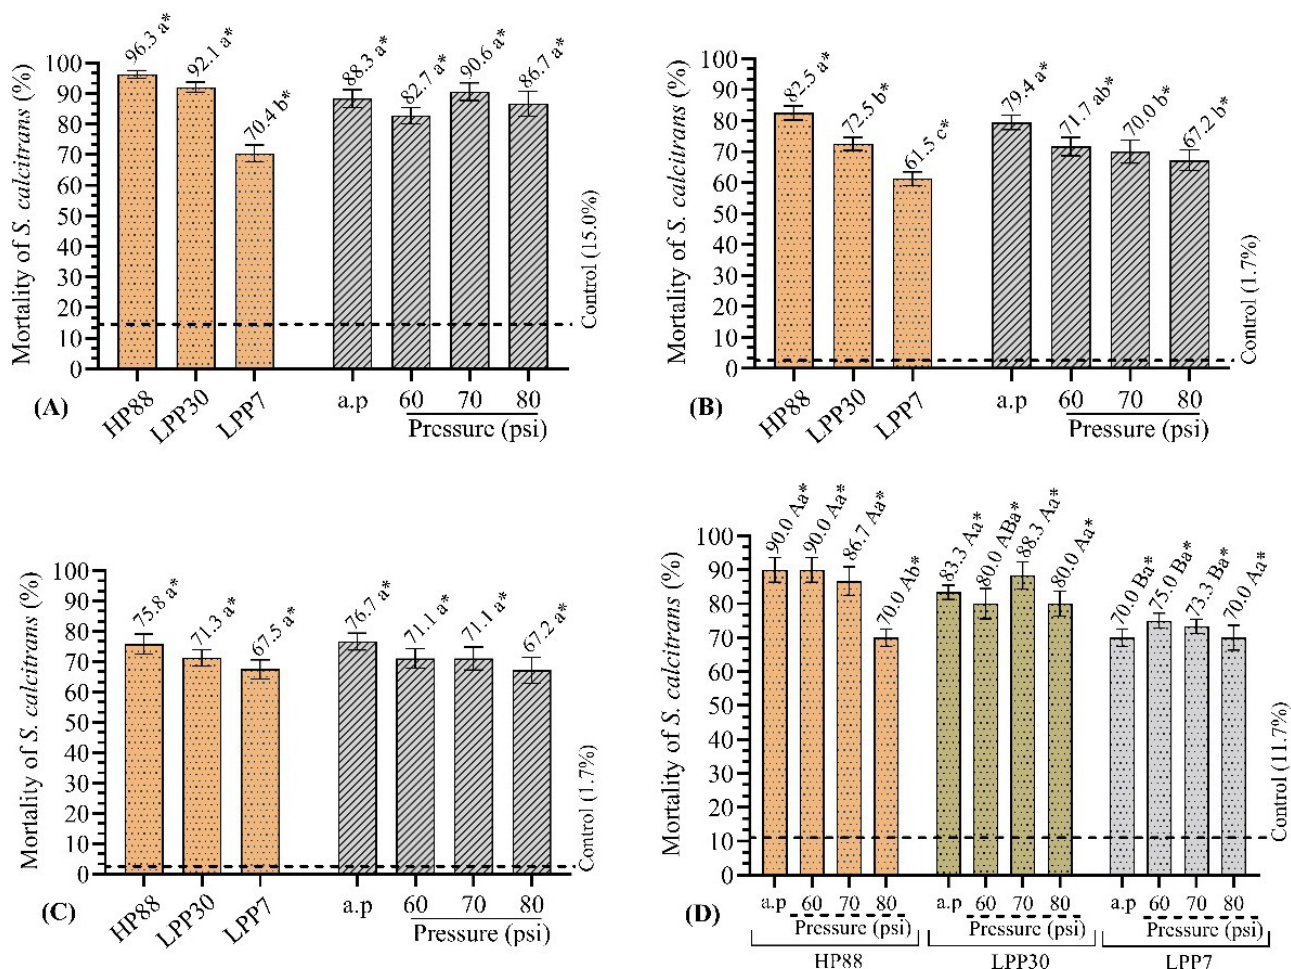 96.3 a*
92.1 a*
70.4 b*
88.3 a*
82.7 a*
90.6 a*
86.7 a*
Mortality of S. calcitrans (%)
100
90
80
70
60
50
40
30
20
10
0
Control (15.0%)
HP88
LPP30
LPP7
a.p
60
70
80
Pressure (psi)
(A)
82.5 a*
72.5 b*
61.5 c*
79.4 a*
71.7 ab*
70.0 b*
67.2 b*
Mortality of S. calcitrans (%)
100
90
80
70
60
50
40
30
20
10
0
Control (1.7%)
HP88
LPP30
LPP7
a.p
60
70
80
Pressure (psi)
(B)
75.8 a*
71.3 a*
67.5 a*
76.7 a*
71.1 a*
71.1 a*
67.2 a*
Mortality of S. calcitrans (%)
100
90
80
70
60
50
40
30
20
10
0
Control (1.7%)
HP88
LPP30
LPP7
a.p
60
70
80
Pressure (psi)
(C)
90.0 Aa*
90.0 Aa*
86.7 Aa*
70.0 Ab*
83.3 Aa*
80.0 ABa*
88.3 Aa*
80.0 Aa*
70.0 Ba*
75.0 Ba*
73.3 Ba*
70.0 Aa*
Mortality of S. calcitrans (%)
100
90
80
70
60
50
40
30
20
10
0
Control (11.7%)
a.p 60 70 80
a.p 60 70 80
a.p 60 70 80
Pressure (psi)
Pressure (psi)
Pressure (psi)
(D)
HP88
LPP30
LPP7